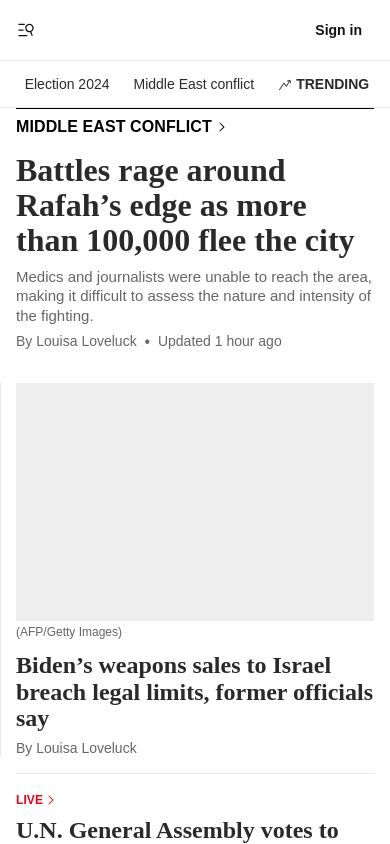 Sign in
Election 2024 Middle East conflict TRENDING
MIDDLE EAST CONFLICT
Battles rage around
Rafah’s edge as more
than 100,000 flee the city
Medics and journalists were unable to reach the area,
making it difficult to assess the nature and intensity of
the fighting.
By Louisa Loveluck • Updated 1 hour ago
(AFP/Getty Images)
Biden’s weapons sales to Israel
breach legal limits, former officials
say
By Louisa Loveluck
LIVE
U.N. General Assembly votes to